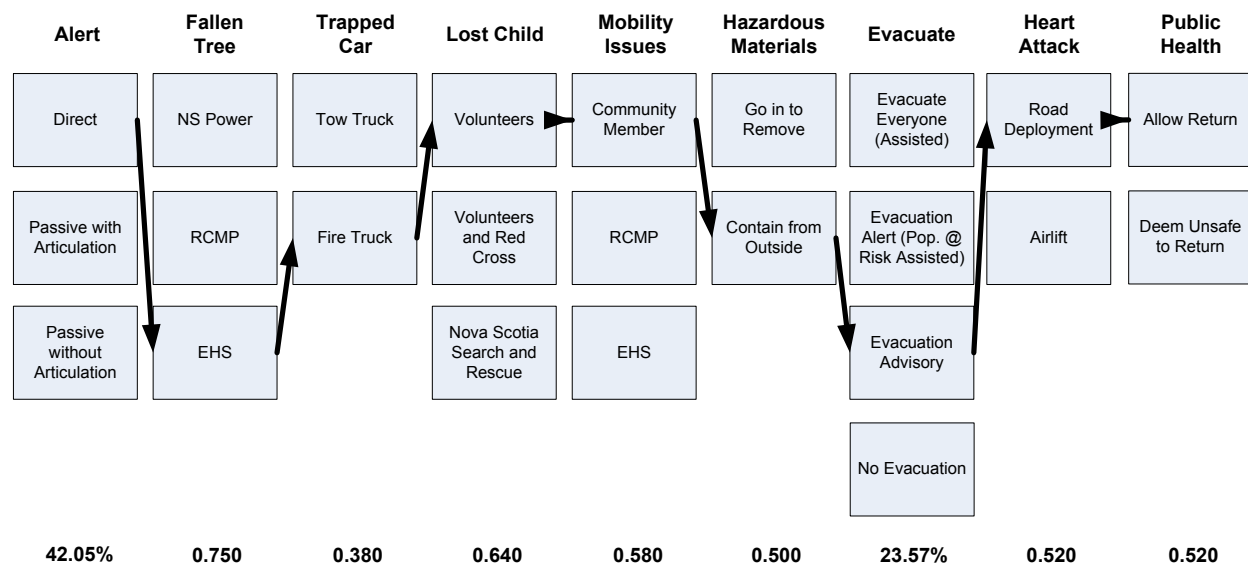 Alert
Fallen
Tree
Trapped
Car
Lost Child
Mobility
Issues
Hazardous
Materials
Evacuate
Heart
Attack
Public
Health
Direct
NS Power
Tow Truck
Volunteers
Community
Member
Go in to
Remove
Evacuate
Everyone
(Assisted)
Road
Deployment
Allow Return
Passive with
Articulation
RCMP
Fire Truck
Volunteers
and Red
Cross
RCMP
Contain from
Outside
Evacuation
Alert (Pop. @
Risk Assisted)
Airlift
Deem Unsafe
to Return
Passive
without
Articulation
EHS
Nova Scotia
Search and
Rescue
EHS
Evacuation
Advisory
No Evacuation
42.05%
0.750
0.380
0.640
0.580
0.500
23.57%
0.520
0.520